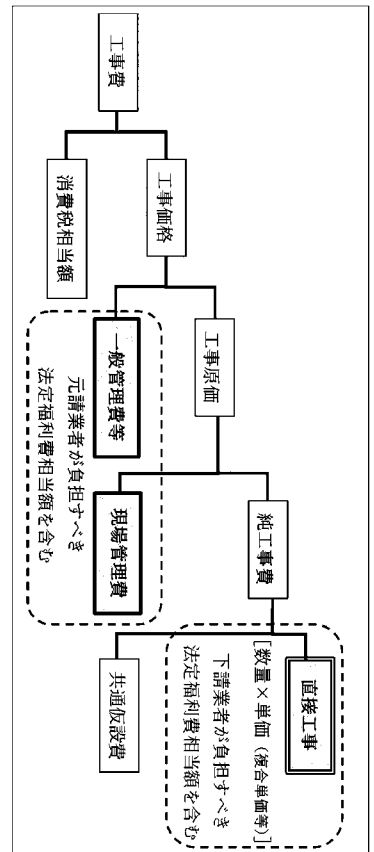 工事費
工事価格
消費税相当額
工事原価
一般管理費等
元請業者が負担すべき
法定福利費相当額を含む
純工事費
現場管理費
直接工事
[数量×単価（複合単価等）]
下請業者が負担すべき
法定福利費相当額を含む
共通仮設費